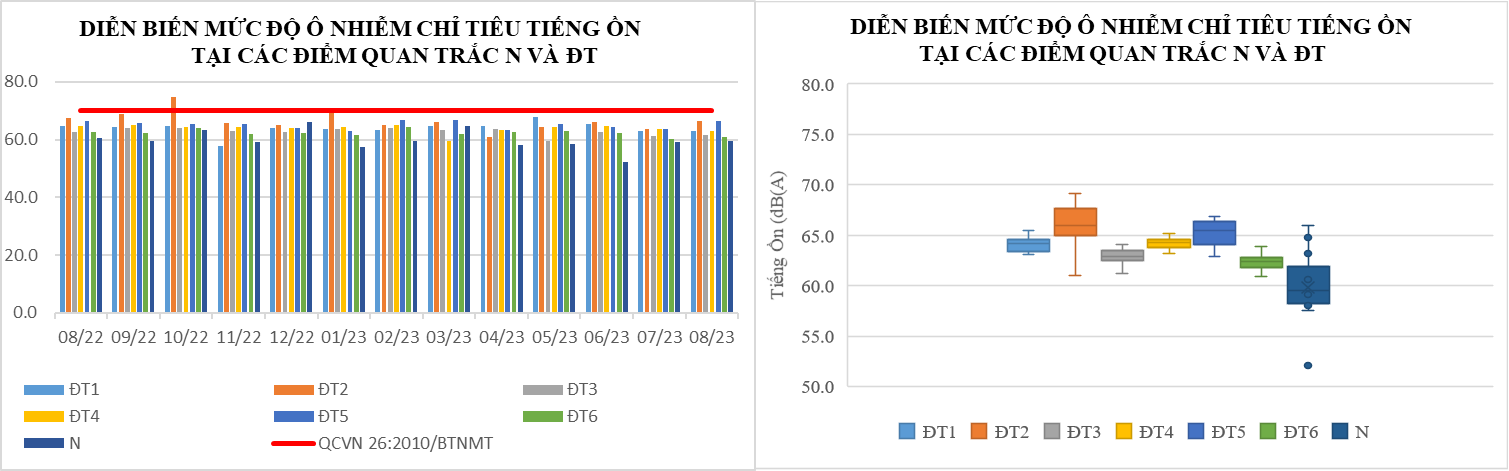 DIỄN BIẾN MỨC ĐỘ Ô NHIỄM CHỈ TIÊU TIẾNG ỒN
TẠI CÁC ĐIỂM QUAN TRẮC N VÀ ĐT
80.0
60.0
40.0
20.0
0.0
08/22 09/22 10/22 11/22 12/22 01/23 02/23 03/23 04/23 05/23 06/23 07/23 08/23
ĐT1 ĐT2 ĐT3
ĐT4 ĐT5 ĐT6
N QCVN 26:2010/BTNMT
DIỄN BIẾN MỨC ĐỘ Ô NHIỄM CHỈ TIÊU TIẾNG ỒN
TẠI CÁC ĐIỂM QUAN TRẮC N VÀ ĐT
Tiếng Ồn (dB(A)
80.0
75.0
70.0
65.0
60.0
55.0
50.0
ĐT1 ĐT2 ĐT3 ĐT4 ĐT5 ĐT6 N